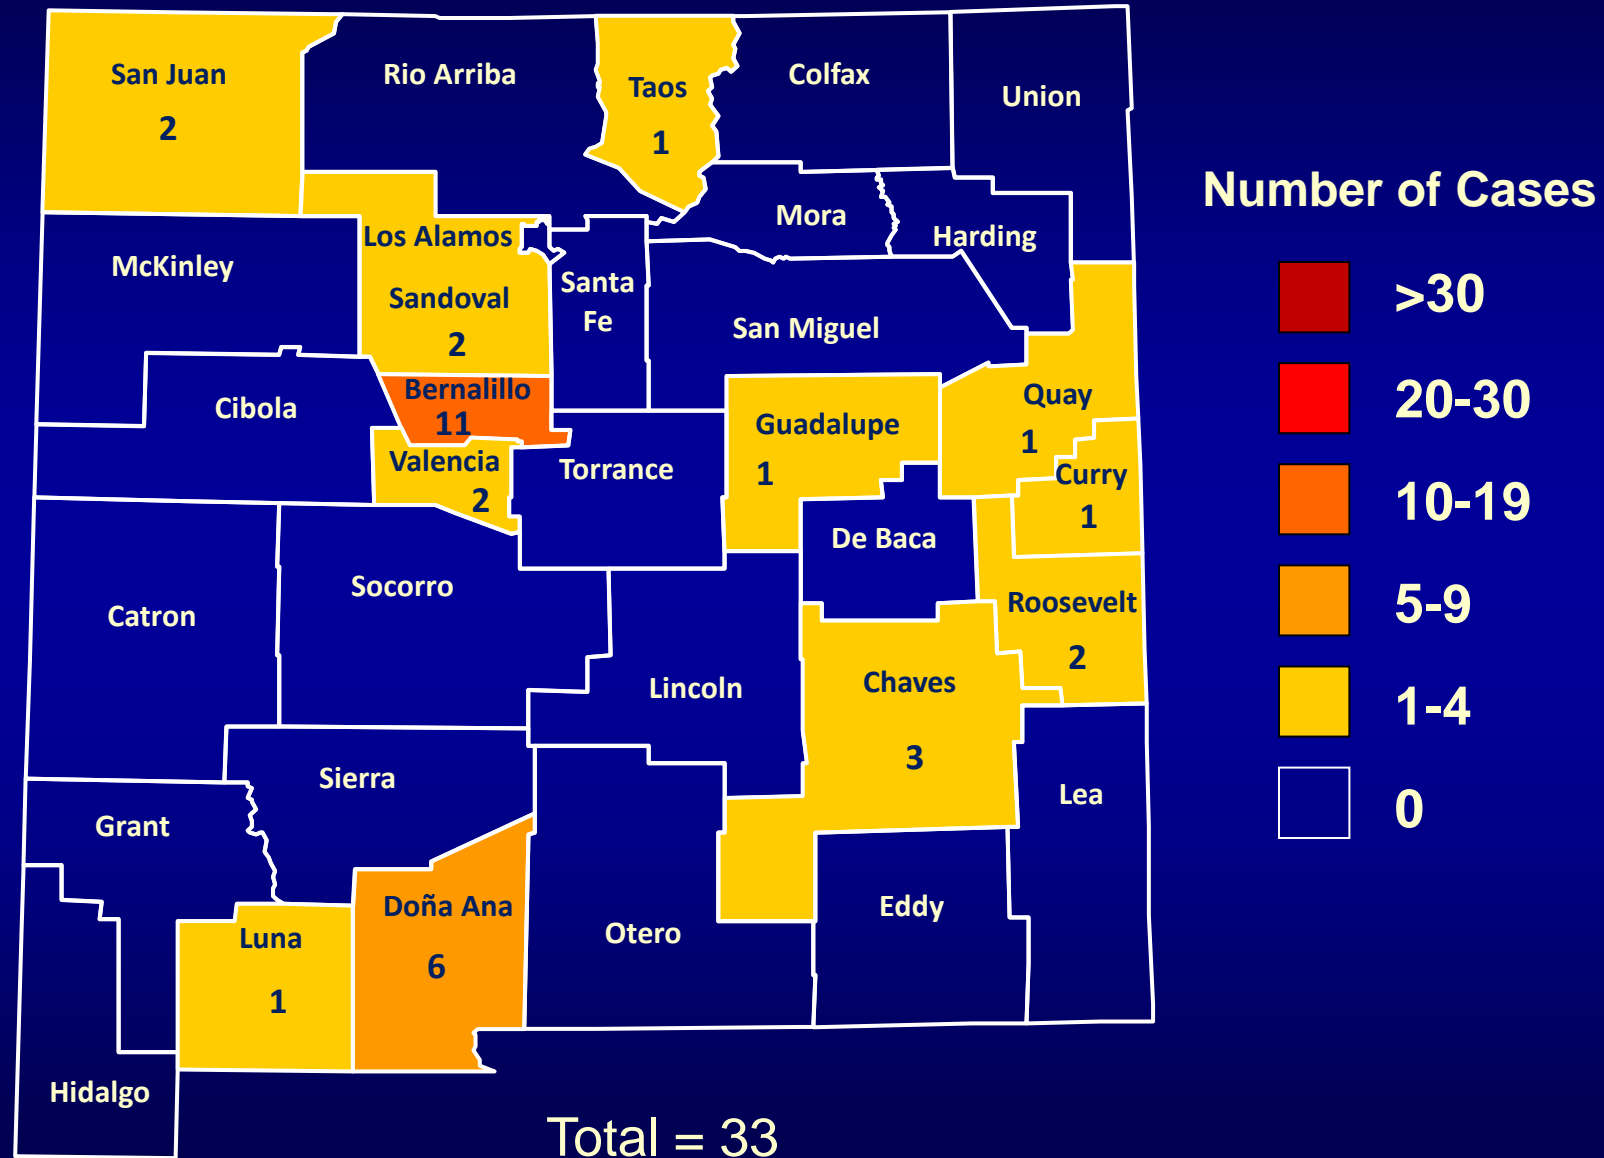 San Juan
2
Rio Arriba
Taos
1
Colfax
Union
Mora
Harding
McKinley
Los Alamos
Sandoval
2
Santa
Fe
San Miguel
Bernalillo
11
Cibola
Valencia
2
Torrance
Guadalupe
1
Quay
1
Curry
1
De Baca
Roosevelt
2
Catron
Socorro
Lincoln
Chaves
3
Sierra
Lea
Grant
Luna
1
Doña Ana
6
Otero
Eddy
Hidalgo
Total = 33
Number of Cases
>30
20-30
10-19
5-9
1-4
0